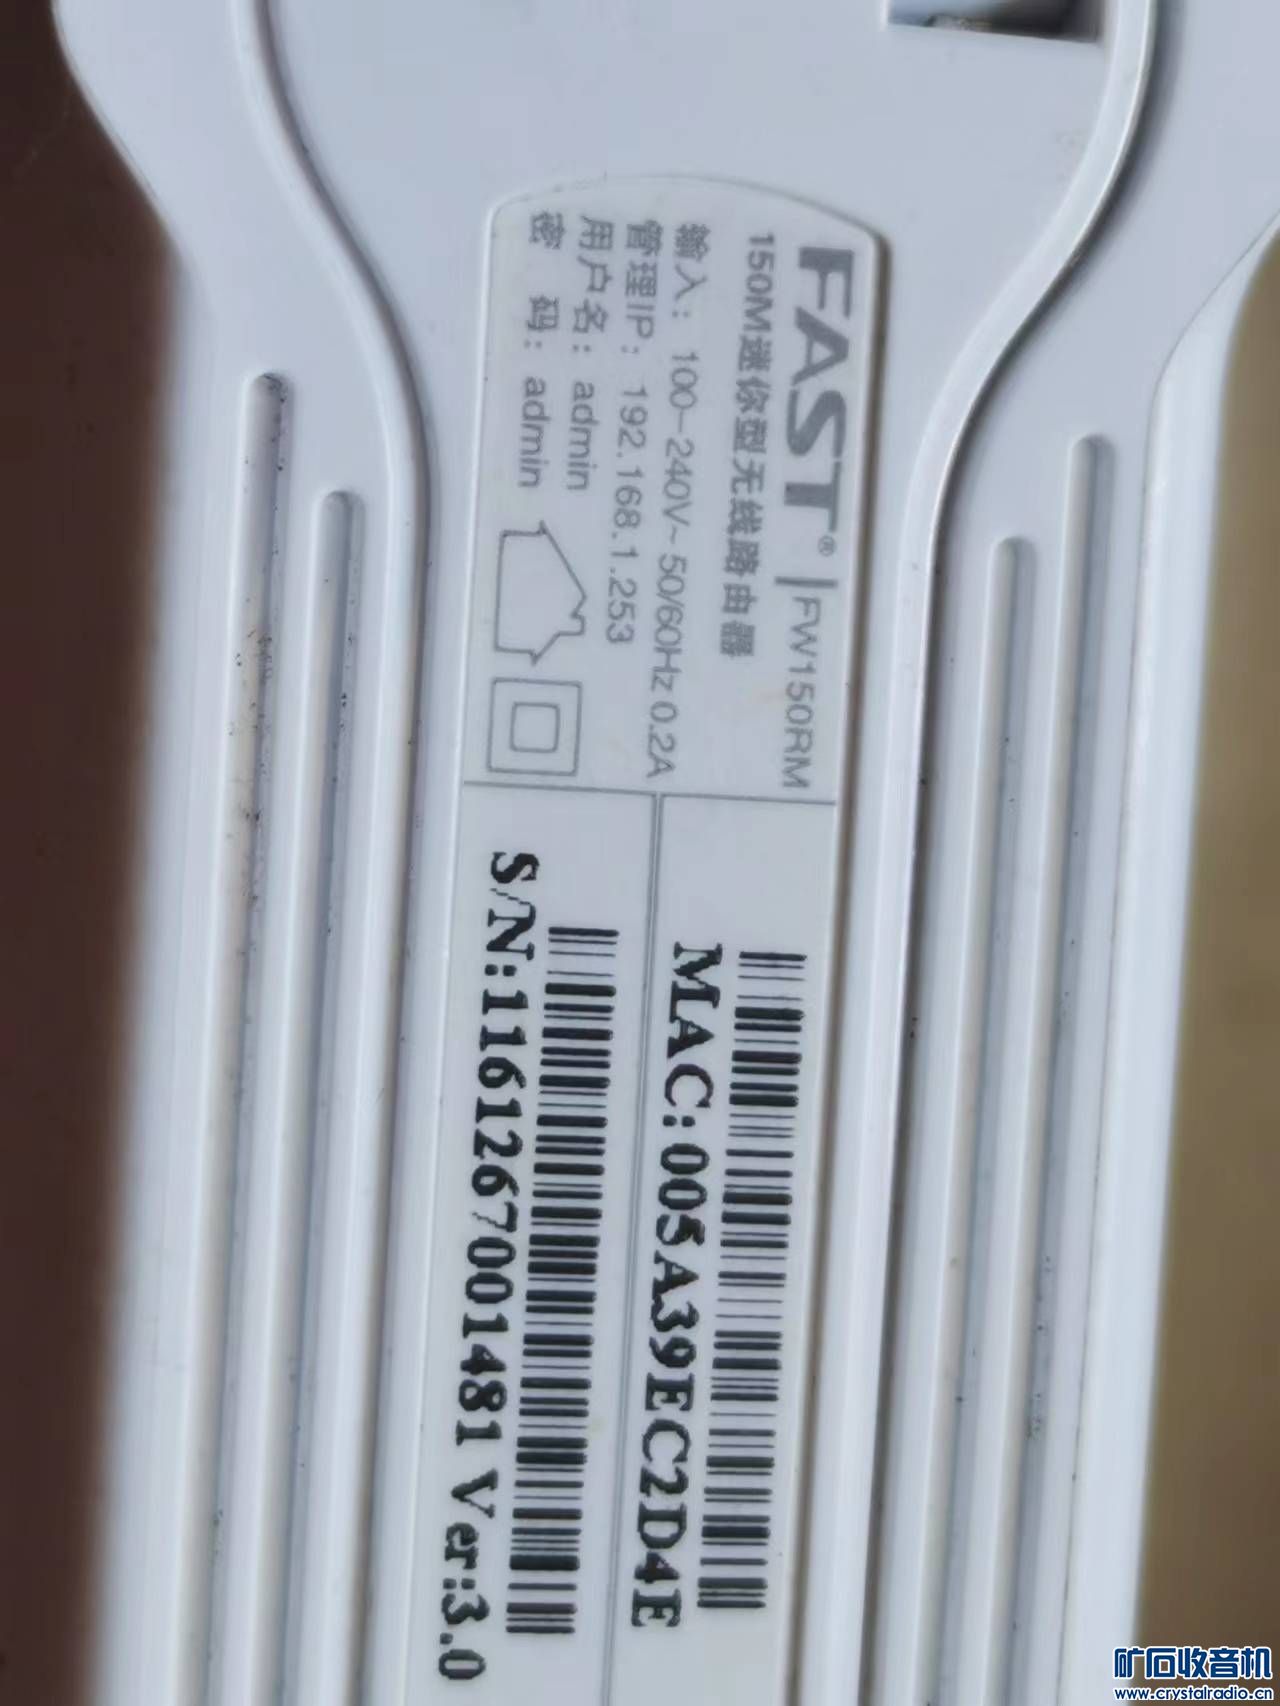 FAST® | FW150RM
150M迷你型无线路由器
输入：100-240V~50/60Hz 0.2A
管理IP：192.168.1.253
用户名：admin
密 码：admin
MAC:005A39EC2D4E
S/N:1161267001481 Ver:3.0
矿石收音机
www.crystalradio.cn